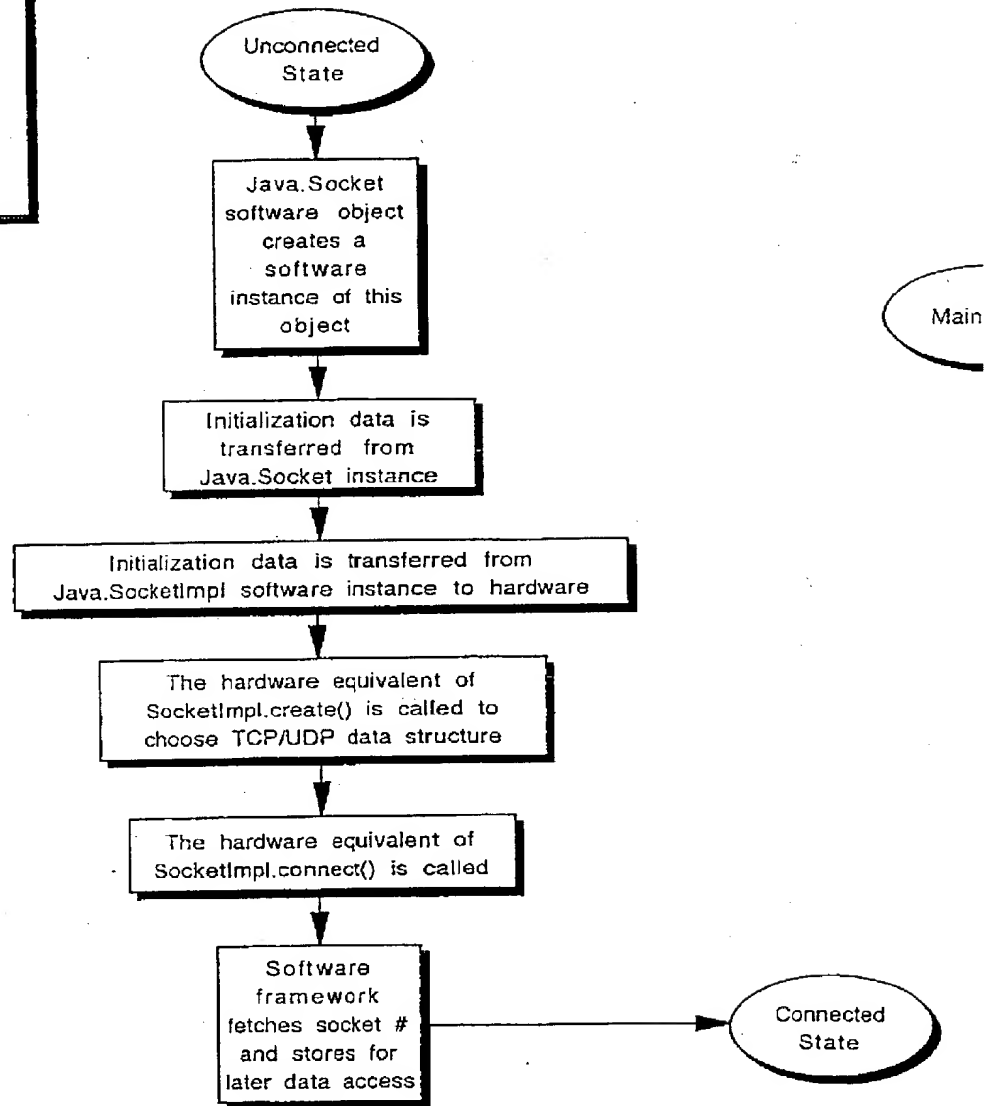 Unconnected
State
Java.Socket
software object
creates a
software
instance of this
object
Main
Initialization data is
transferred from
Java.Socket instance
Initialization data is transferred from
Java.SocketImpl software instance to hardware
The hardware equivalent of
SocketImpl.create() is called to
choose TCP/UDP data structure
The hardware equivalent of
SocketImpl.connect() is called
Software
framework
fetches socket #
and stores for
later data access
Connected
State